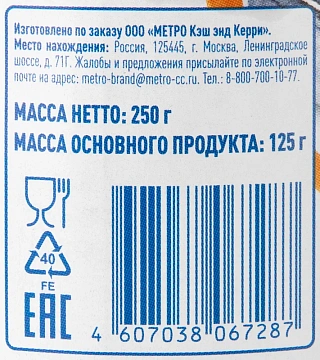 Изготовлено по заказу ООО «МЕТРО Кэш энд Керри».
Место нахождения: Россия, 125445, г. Москва, Ленинградское
шоссе, д. 71Г. Жалобы и предложения присылайте по электронной
почте на адрес: metro-brand@metro-cc.ru. Тел.: 8-800-700-10-77.
МАССА НЕТТО: 250 г
МАССА ОСНОВНОГО ПРОДУКТА: 125 г
40
FE
EAC
4 607038 067287